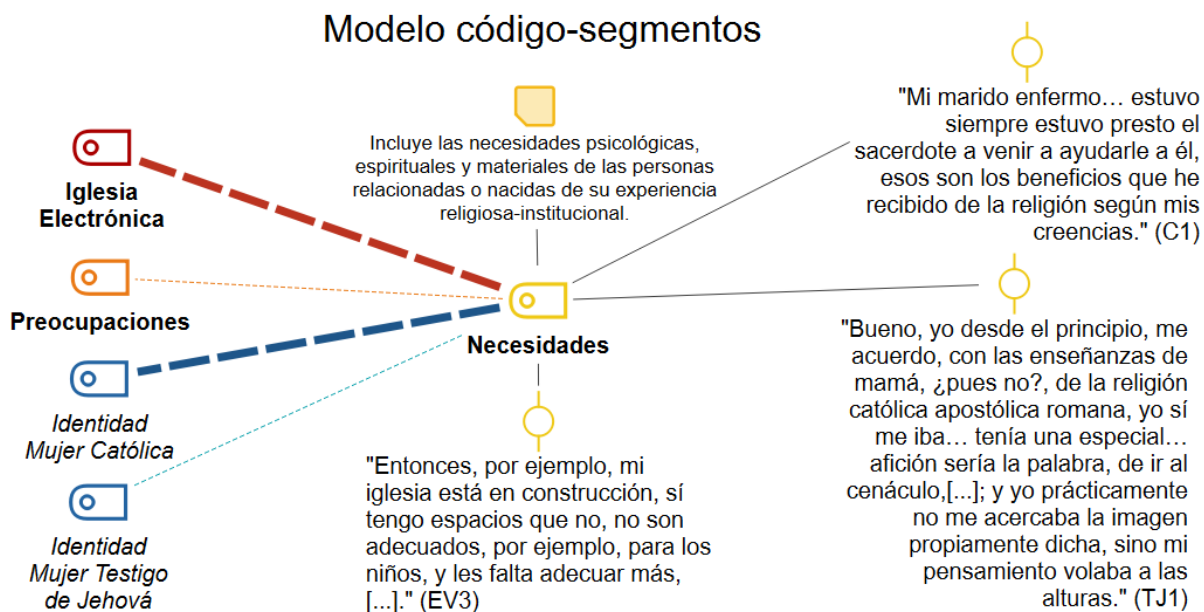 Modelo código-segmentos
Iglesia
Electrónica
Preocupaciones
Identidad
Mujer Católica
Identidad
Mujer Testigo
de Jehová
Incluye las necesidades psicológicas,
espirituales y materiales de las personas
relacionadas o nacidas de su experiencia
religiosa-institucional.
Necesidades
"Entonces, por ejemplo, mi
iglesia está en construcción, sí
tengo espacios que no, no son
adecuados, por ejemplo, para los
niños, y les falta adecuar más,
[...]." (EV3)
"Mi marido enfermo… estuvo
siempre estuvo presto el
sacerdote a venir a ayudarle a él,
esos son los beneficios que he
recibido de la religión según mis
creencias." (C1)
"Bueno, yo desde el principio, me
acuerdo, con las enseñanzas de
mamá, ¿pues no?, de la religión
católica apostólica romana, yo sí
me iba… tenía una especial…
afición sería la palabra, de ir al
cenáculo,[...]; y yo prácticamente
no me acercaba la imagen
propiamente dicha, sino mi
pensamiento volaba a las
alturas." (TJ1)